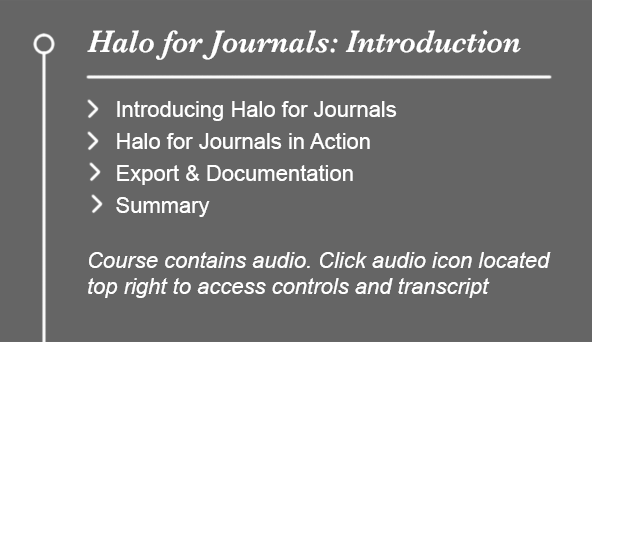 Halo for Journals: Introduction
Introducing Halo for Journals
Halo for Journals in Action
Export & Documentation
Summary
Course contains audio. Click audio icon located
top right to access controls and transcript